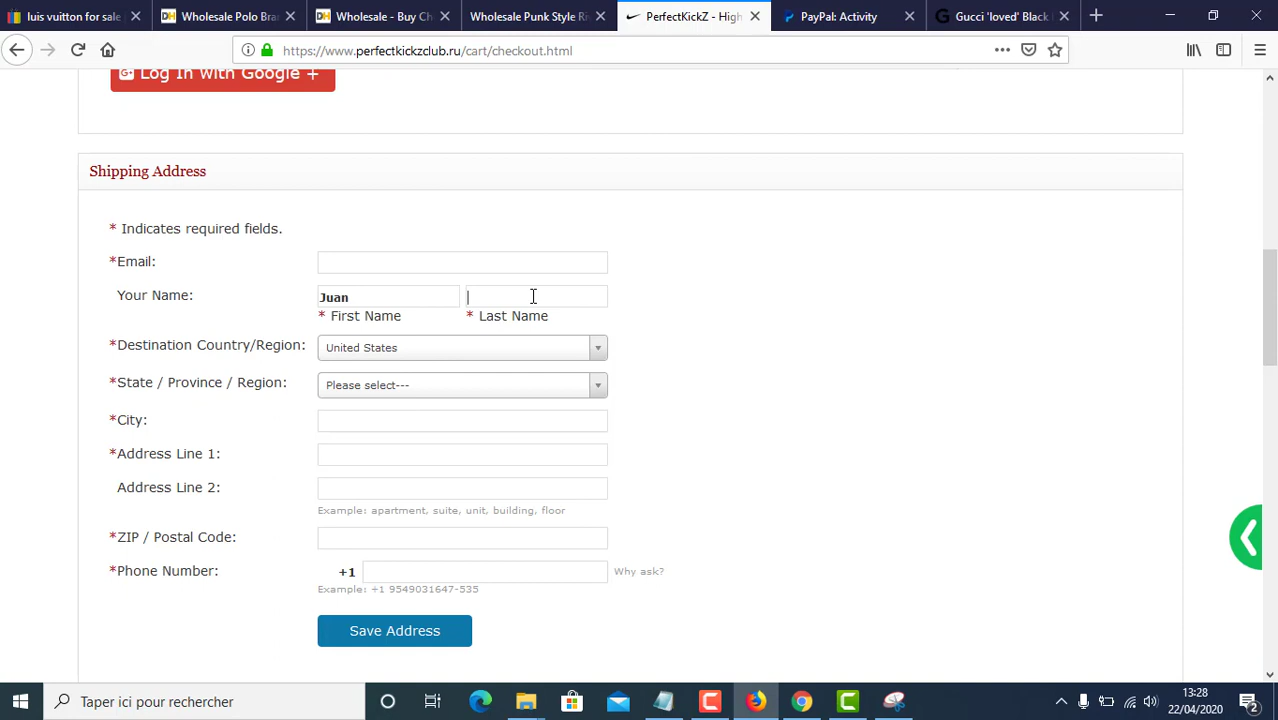 luis vuitton for sale |
Wholesale Polo Bra
Wholesale - Buy Ch
Wholesale Punk Style Ri
PerfectKickZ - High
PayPal: Activity
Gucci 'loved' Black
https://www.perfectkickzclub.ru/cart/checkout.html
Log In with Google +
Shipping Address
* Indicates required fields.
*Email:
Your Name:
Juan
* First Name
* Last Name
*Destination Country/Region:
United States
*State / Province / Region:
Please select---
*City:
*Address Line 1:
Address Line 2:
Example: apartment, suite, unit, building, floor
*ZIP / Postal Code:
*Phone Number:
+1
Why ask?
Example: +1 9549031647-535
Save Address
Taper ici pour rechercher
13:28
22/04/2020
2